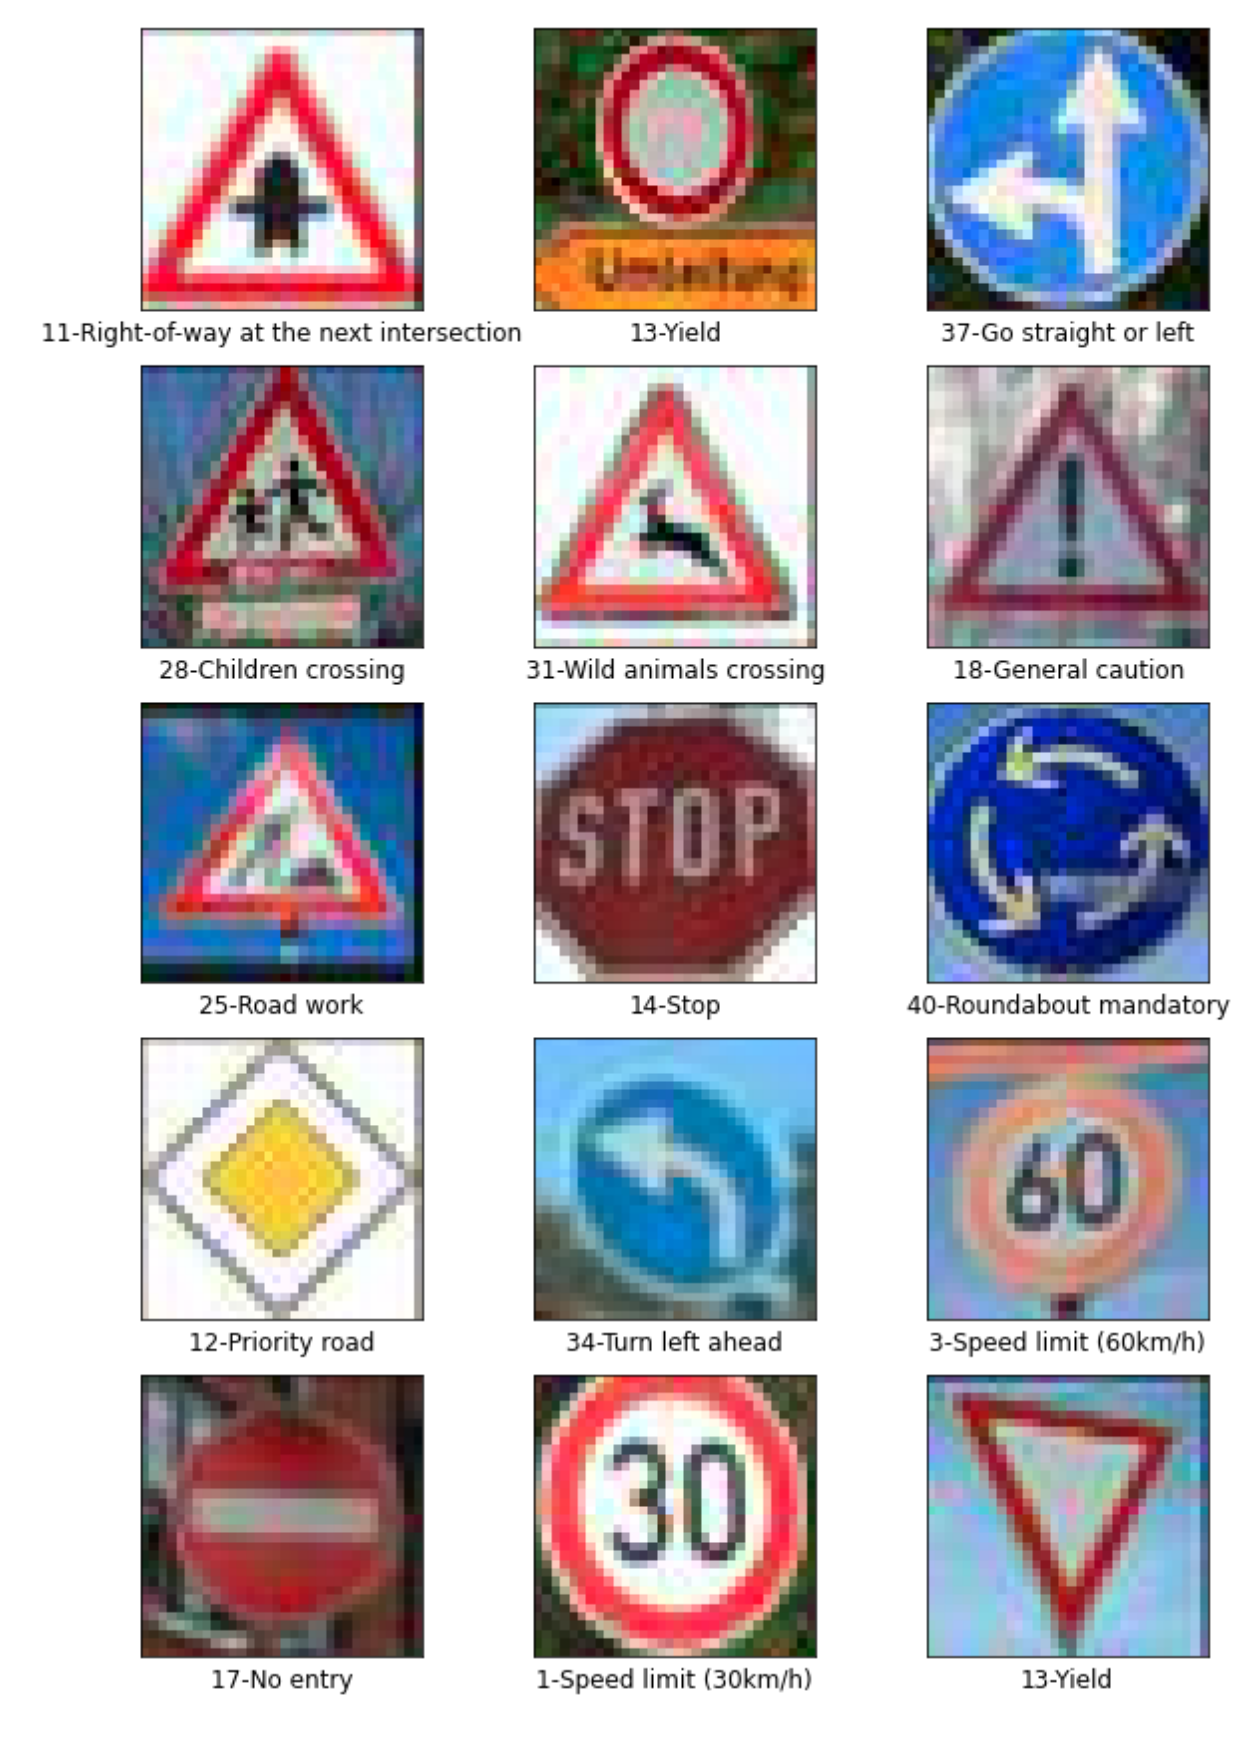 Umleitung
11-Right-of-way at the next intersection
13-Yield
37-Go straight or left
28-Children crossing
31-Wild animals crossing
18-General caution
STOP
25-Road work
14-Stop
40-Roundabout mandatory
60
12-Priority road
34-Turn left ahead
3-Speed limit (60km/h)
30
17-No entry
1-Speed limit (30km/h)
13-Yield